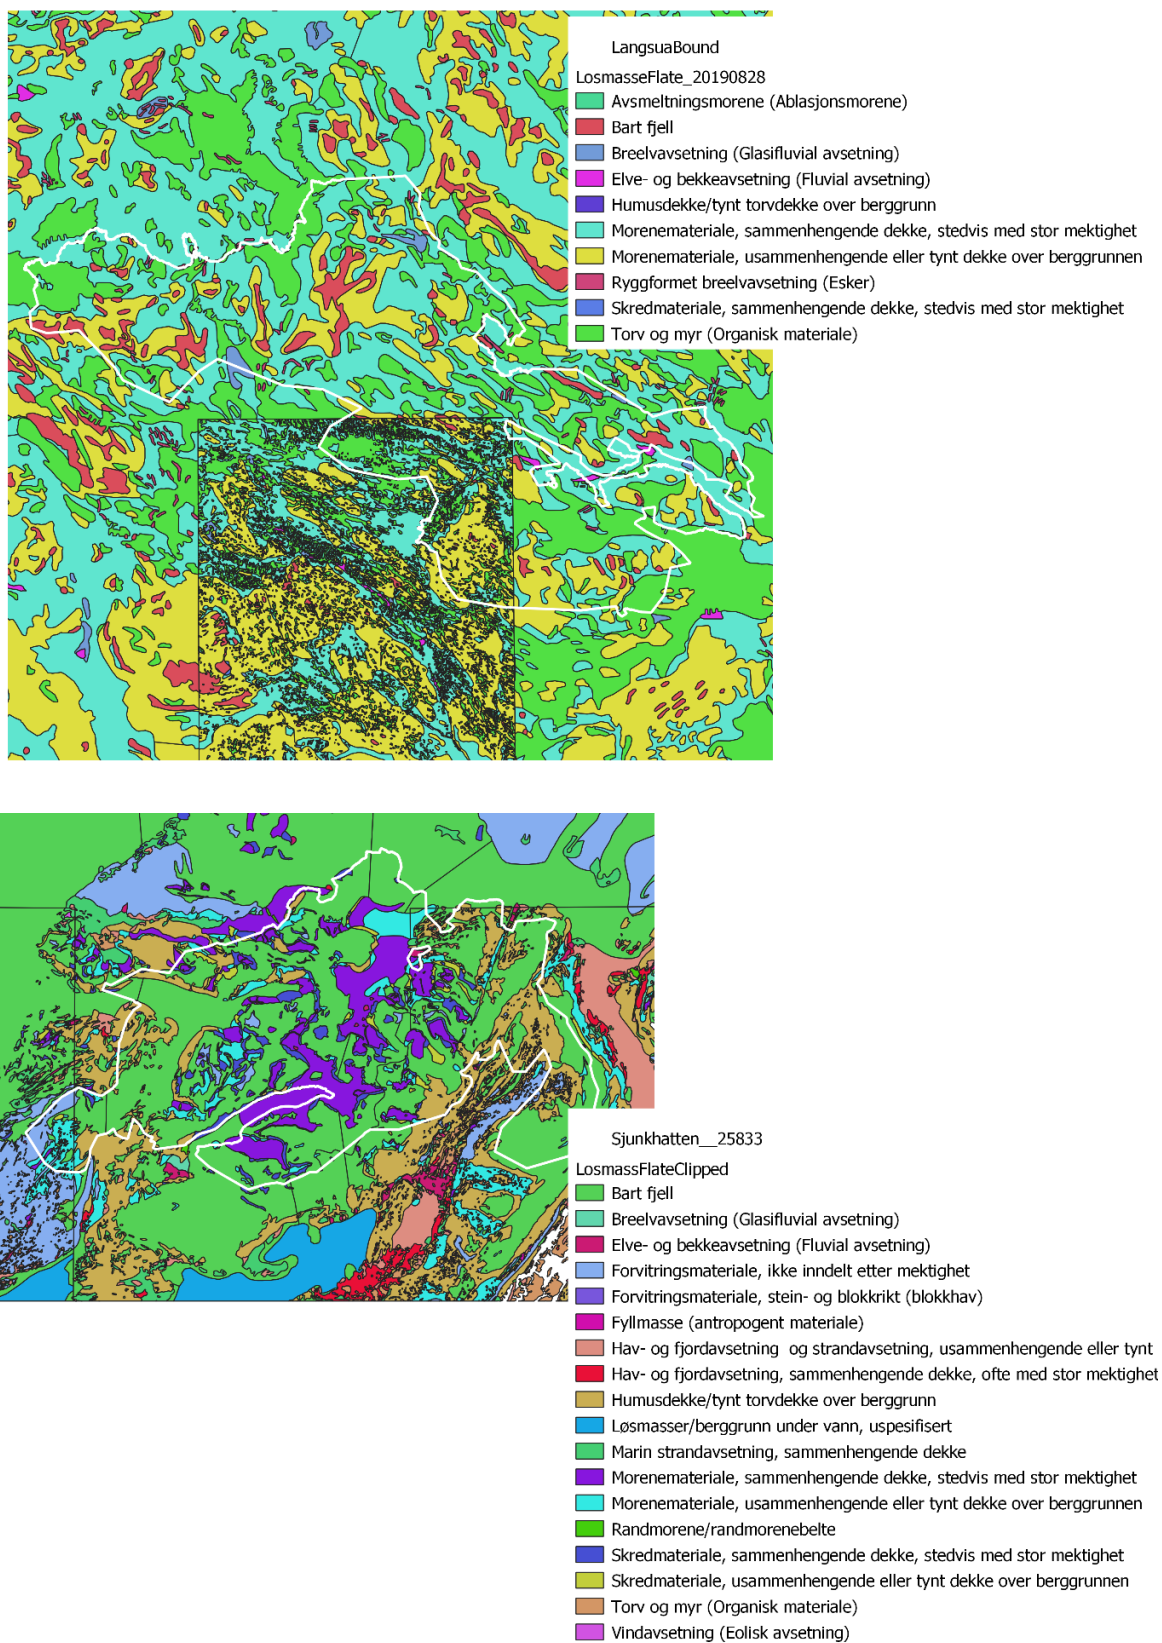 LangsuaBound
LosmasseFlate_20190828
Avsmeltningsmorene (Ablasjonsmorene)
Bart fjell
Breelvavsetning (Glasifluvial avsetning)
Elve- og bekkeavsetning (Fluvial avsetning)
Humusdekke/tynt torvdekke over berggrunn
Morenemateriale, sammenhengende dekke, stedvis med stor mektighet
Morenemateriale, usammenhengende eller tynt dekke over berggrunnen
Ryggformet breelvavsetning (Esker)
Skredmateriale, sammenhengende dekke, stedvis med stor mektighet
Torv og myr (Organisk materiale)
Sjunkhatten__25833
LosmassFlateClipped
Bart fjell
Breelvavsetning (Glasifluvial avsetning)
Elve- og bekkeavsetning (Fluvial avsetning)
Forvitringsmateriale, ikke inndelt etter mektighet
Forvitringsmateriale, stein- og blokkrikt (blokkhav)
Fyllmasse (antropogent materiale)
Hav- og fjordavsetning og strandavsetning, usammenhengende eller tynt
Hav- og fjordavsetning, sammenhengende dekke, ofte med stor mektighet
Humusdekke/tynt torvdekke over berggrunn
Løsmasser/berggrunn under vann, uspesifisert
Marin strandavsetning, sammenhengende dekke
Morenemateriale, sammenhengende dekke, stedvis med stor mektighet
Morenemateriale, usammenhengende eller tynt dekke over berggrunnen
Randmorene/randmorenebelte
Skredmateriale, sammenhengende dekke, stedvis med stor mektighet
Skredmateriale, usammenhengende eller tynt dekke over berggrunnen
Torv og myr (Organisk materiale)
Vindavsetning (Eolisk avsetning)